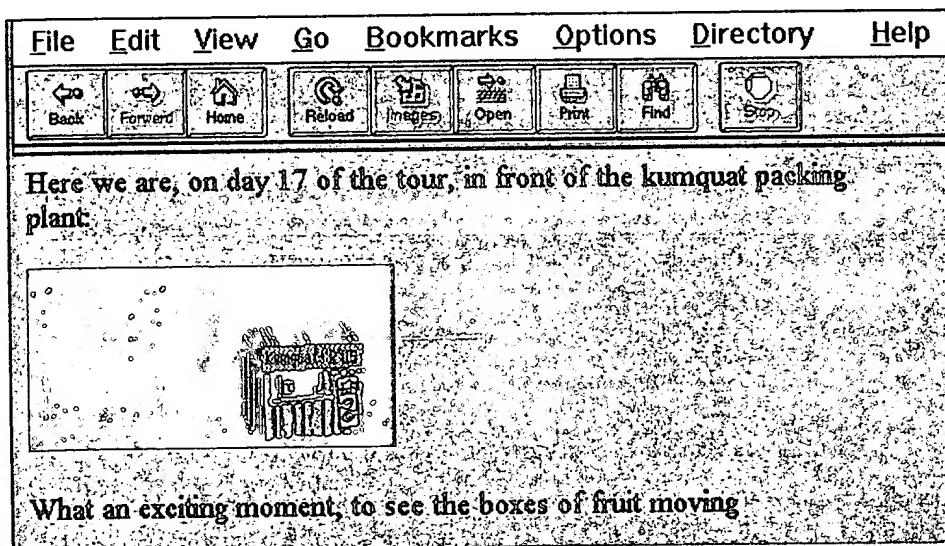 File Edit View Go Bookmarks Options Directory Help
Back Forward Home Reload Images Open Print Find Stop
Here we are, on day 17 of the tour, in front of the kumquat packing
plant:
What an exciting moment, to see the boxes of fruit moving